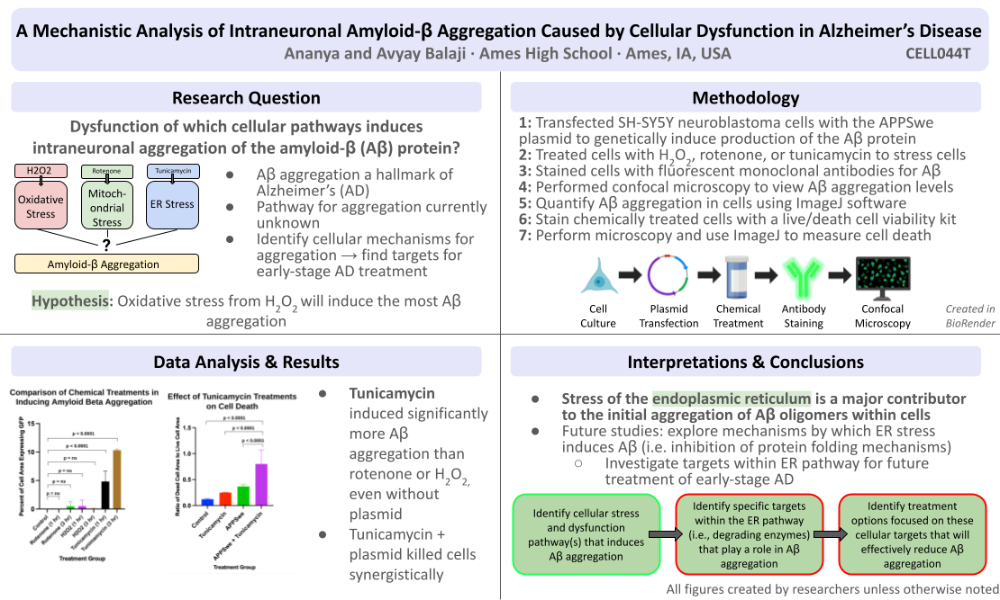 A Mechanistic Analysis of Intraneuronal Amyloid-β Aggregation Caused by Cellular Dysfunction in Alzheimer's Disease
Ananya and Avyay Balaji · Ames High School · Ames, IA, USA
CELL044T
Research Question
Dysfunction of which cellular pathways induces
intraneuronal aggregation of the amyloid-β (Aβ) protein?
H2O2
Rotenone
Tunicamycin
Oxidative
Stress
Mitoch-
ondrial
Stress
ER Stress
?
Amyloid-β Aggregation
● Aβ aggregation a hallmark of
Alzheimer's (AD)
● Pathway for aggregation currently
unknown
● Identify cellular mechanisms for
aggregation → find targets for
early-stage AD treatment
Hypothesis: Oxidative stress from H2O2 will induce the most Aβ
aggregation
Methodology
1: Transfected SH-SY5Y neuroblastoma cells with the APPSwe
plasmid to genetically induce production of the Aβ protein
2: Treated cells with H2O2, rotenone, or tunicamycin to stress cells
3: Stained cells with fluorescent monoclonal antibodies for Aβ
4: Performed confocal microscopy to view Aβ aggregation levels
5: Quantify Aβ aggregation in cells using ImageJ software
6: Stain chemically treated cells with a live/death cell viability kit
7: Perform microscopy and use ImageJ to measure cell death
Cell
Culture
Plasmid
Transfection
Chemical
Treatment
Antibody
Staining
Confocal
Microscopy
Created in
BioRender
Data Analysis & Results
Comparison of Chemical Treatments in
Inducing Amyloid Beta Aggregation
Percent of Cell Area Expressing GFP
15
10
5
0
p < 0.0001
p < 0.0001
p = ns
p = ns
p = ns
p = ns
Control
Rotenone (1 hr)
Rotenone (3 hr)
H2O2 (1 hr)
H2O2 (3 hr)
Tunicamycin (1 hr)
Tunicamycin (3 hr)
Treatment Group
Effect of Tunicamycin Treatments
on Cell Death
Ratio of Dead Cell Area to Live Cell Area
1.5
1.0
0.5
0.0
p < 0.0001
p < 0.0001
p < 0.0001
Control
Tunicamycin
APPSwe
APPSwe + Tunicamycin
Treatment Group
● Tunicamycin
induced significantly
more Aβ
aggregation than
rotenone or H2O2,
even without
plasmid
● Tunicamycin +
plasmid killed cells
synergistically
Interpretations & Conclusions
● Stress of the endoplasmic reticulum is a major contributor
to the initial aggregation of Aβ oligomers within cells
● Future studies: explore mechanisms by which ER stress
induces Aβ (i.e. inhibition of protein folding mechanisms)
○ Investigate targets within ER pathway for future
treatment of early-stage AD
Identify cellular stress
and dysfunction
pathway(s) that induces
Aβ aggregation
Identify specific targets
within the ER pathway
(i.e., degrading enzymes)
that play a role in Aβ
aggregation
Identify treatment
options focused on these
cellular targets that will
effectively reduce Aβ
aggregation
All figures created by researchers unless otherwise noted